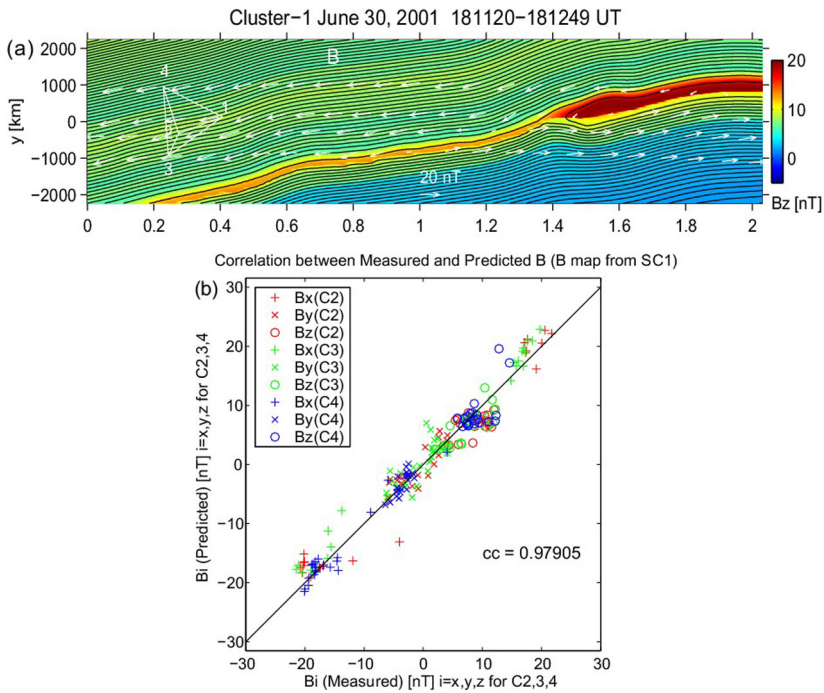 Cluster−1 June 30, 2001 181120−181249 UT
(a)
y [km]
2000
1000
0
−1000
−2000
B
4
1
3
20 nT
0 0.2 0.4 0.6 0.8 1 1.2 1.4 1.6 1.8 2
20
10
0
Bz [nT]
Correlation between Measured and Predicted B (B map from SC1)
(b)
Bi (Predicted) [nT] i=x,y,z for C2,3,4
30
20
10
0
−10
−20
−30
Bx(C2)
By(C2)
Bz(C2)
Bx(C3)
By(C3)
Bz(C3)
Bx(C4)
By(C4)
Bz(C4)
cc = 0.97905
−30 −20 −10 0 10 20 30
Bi (Measured) [nT] i=x,y,z for C2,3,4